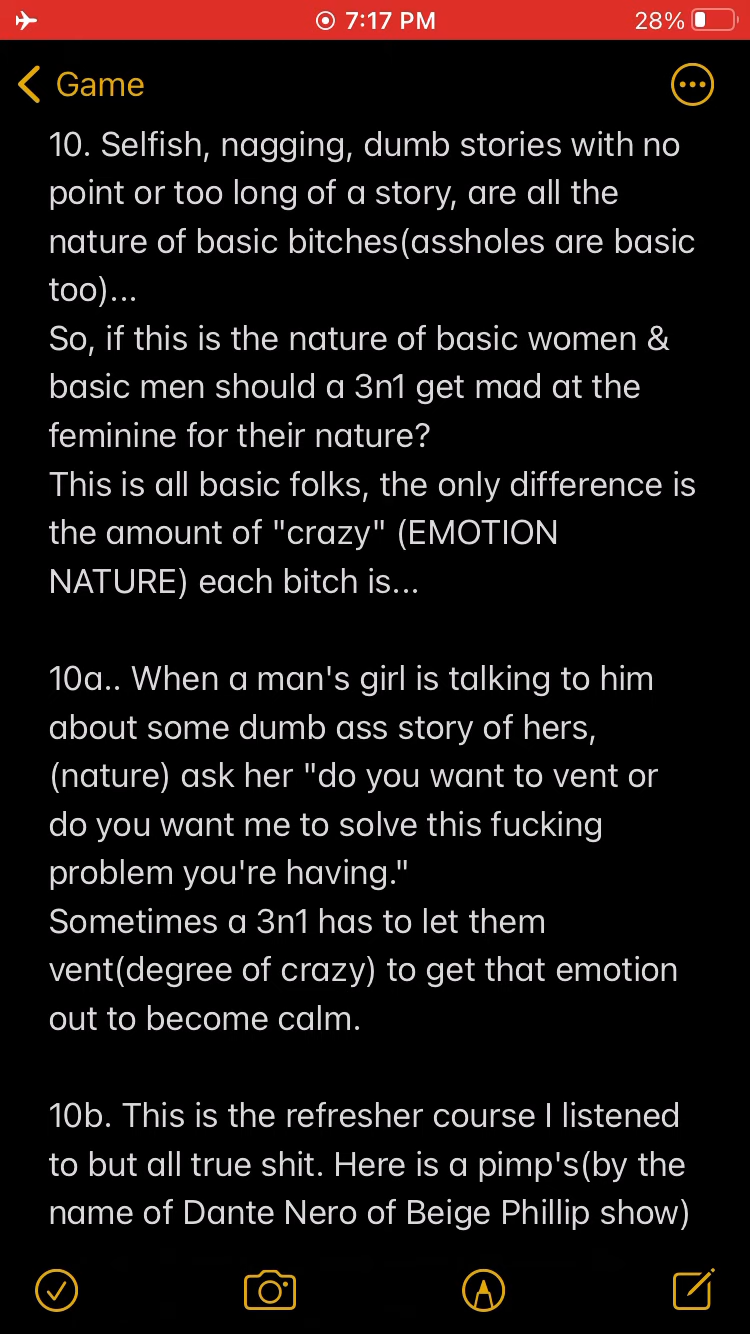 7:17 PM
28%
Game
10. Selfish, nagging, dumb stories with no
point or too long of a story, are all the
nature of basic bitches(assholes are basic
too)...
So, if this is the nature of basic women &
basic men should a 3n1 get mad at the
feminine for their nature?
This is all basic folks, the only difference is
the amount of "crazy" (EMOTION
NATURE) each bitch is...
10a.. When a man's girl is talking to him
about some dumb ass story of hers,
(nature) ask her "do you want to vent or
do you want me to solve this fucking
problem you're having."
Sometimes a 3n1 has to let them
vent(degree of crazy) to get that emotion
out to become calm.
10b. This is the refresher course I listened
to but all true shit. Here is a pimp's(by the
name of Dante Nero of Beige Phillip show)